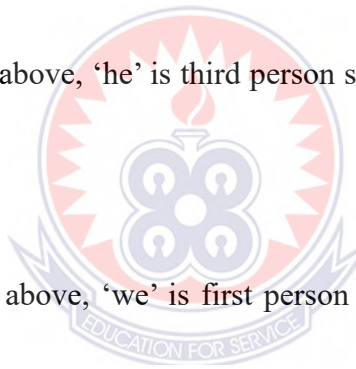 above, ‘he’ is third person s
above, ‘we’ is first person
EDUCATION FOR SERVICE